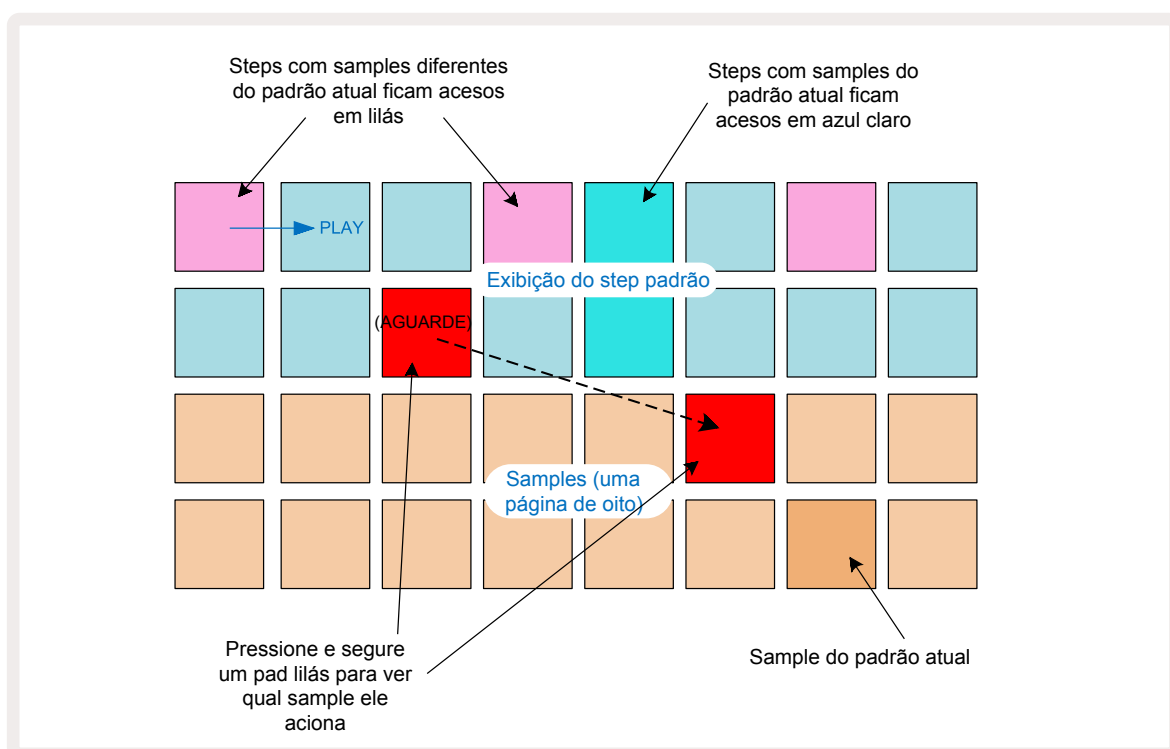 Steps com samples diferentes
do padrão atual ficam acesos
em lilás
Steps com samples do
padrão atual ficam
acesos em azul claro
PLAY
Exibição do step padrão
(AGUARDE)
Samples (uma
página de oito)
Pressione e segure
um pad lilás para ver
qual sample ele
aciona
Sample do padrão atual